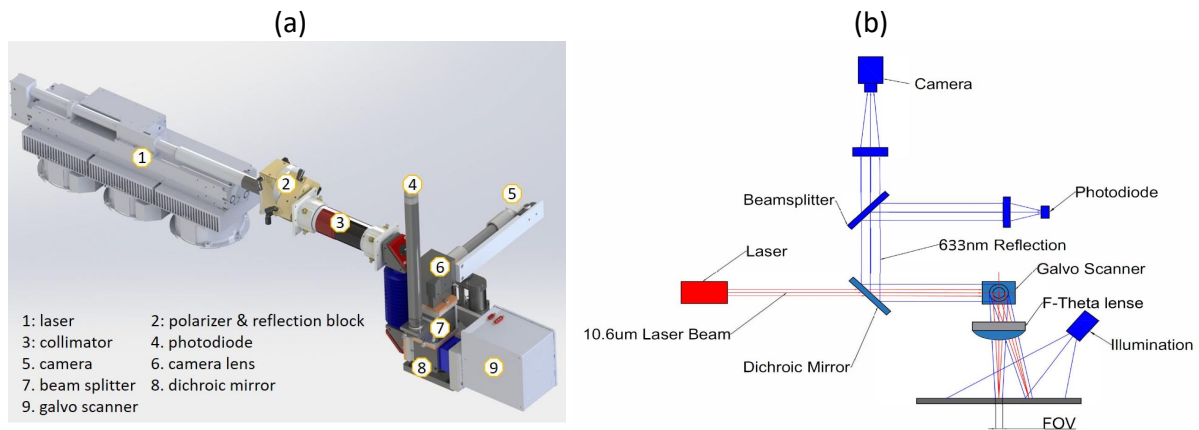 (a)
1
2
3
4
5
6
7
8
9
1: laser
2: polarizer & reflection block
3: collimator
4. photodiode
5. camera
6. camera lens
7. beam splitter
8. dichroic mirror
9. galvo scanner
(b)
Camera
Beamsplitter
Photodiode
633nm Reflection
Laser
Galvo Scanner
F-Theta lense
10.6um Laser Beam
Illumination
Dichroic Mirror
FOV